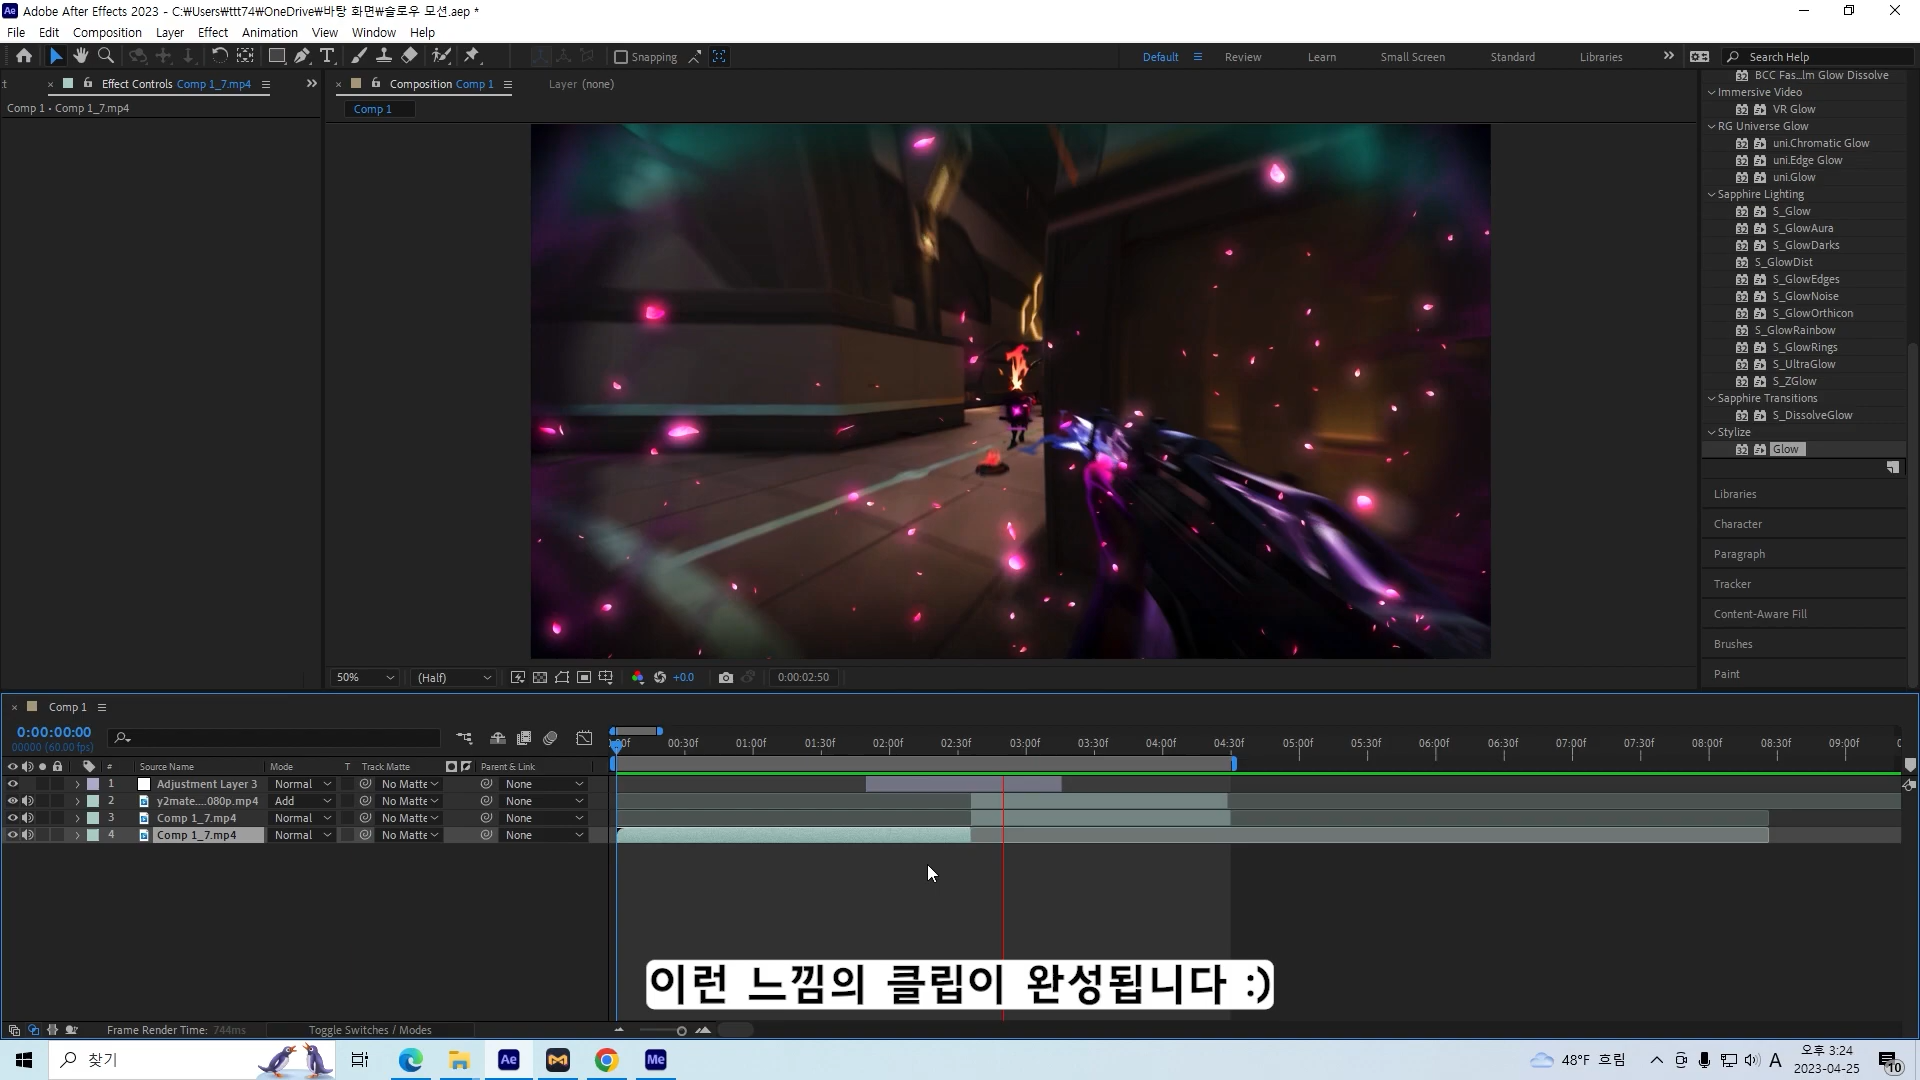 Adobe After Effects 2023 - C:₩Users₩ttt74₩OneDrive₩바탕 화면₩슬로우 모션.aep *
File Edit Composition Layer Effect Animation View Window Help
Snapping Default Review Learn Small Screen Standard Libraries Search Help
Effect Controls Comp 1_7.mp4 Composition Comp 1 Layer (none)
Comp 1 • Comp 1_7.mp4
Comp 1
BCC Fas..lm Glow Dissolve
Immersive Video
VR Glow
RG Universe Glow
uni.Chromatic Glow
uni.Edge Glow
uni.Glow
Sapphire Lighting
S_Glow
S_GlowAura
S_GlowDarks
S_GlowDist
S_GlowEdges
S_GlowNoise
S_GlowOrthicon
S_GlowRainbow
S_GlowRings
S_UltraGlow
S_ZGlow
Sapphire Transitions
S_DissolveGlow
Stylize
Glow
Libraries
Character
Paragraph
Tracker
Content-Aware Fill
Brushes
Paint
50% (Half) +0.0 0:00:02:50
Comp 1
0:00:00:00
00000 (60.00 fps)
00:30f 01:00f 01:30f 02:00f 02:30f 03:00f 03:30f 04:00f 04:30f 05:00f 05:30f 06:00f 06:30f 07:00f 07:30f 08:00f 08:30f 09:00f
# Source Name Mode T Track Matte Parent & Link
1 Adjustment Layer 3 Normal No Matte None
2 y2mate....080p.mp4 Add No Matte None
3 Comp 1_7.mp4 Normal No Matte None
4 Comp 1_7.mp4 Normal No Matte None
이런 느낌의 클립이 완성됩니다 :)
Frame Render Time: 744ms Toggle Switches / Modes
찾기 Ae Me 48°F 흐림 A 오후 3:24
2023-04-25 10